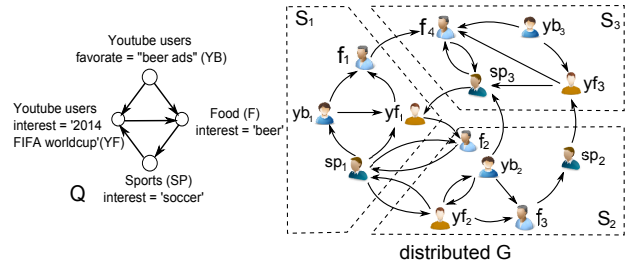 Youtube users
favorate = "beer ads" (YB)
Youtube users
interest = '2014
FIFA worldcup'(YF)
Food (F)
interest = 'beer'
Sports (SP)
interest = 'soccer'
Q
S1
S3
S2
f1
f4
yb3
yb1
yf1
sp3
yf3
sp1
f2
yb2
sp2
yf2
f3
distributed G